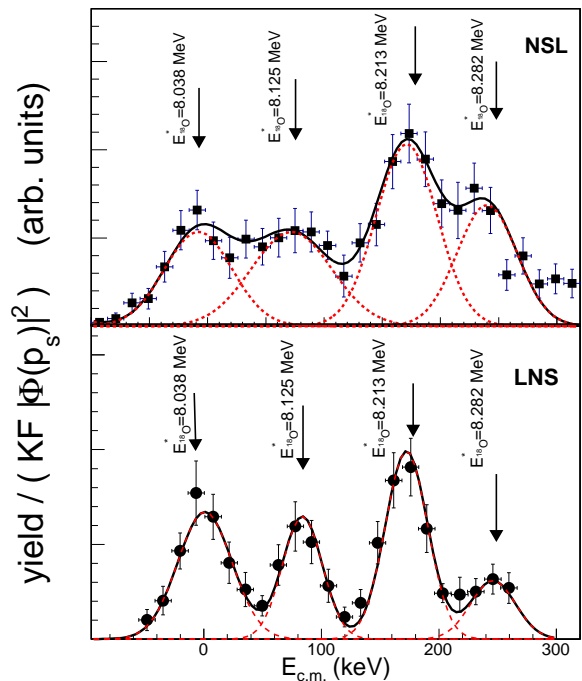 NSL
E*18O=8.038 MeV
E*18O=8.125 MeV
E*18O=8.213 MeV
E*18O=8.282 MeV
yield / ( KF |Φ(p_s)|^2 ) (arb. units)
LNS
E*18O=8.038 MeV
E*18O=8.125 MeV
E*18O=8.213 MeV
E*18O=8.282 MeV
0 100 200 300
E_c.m. (keV)